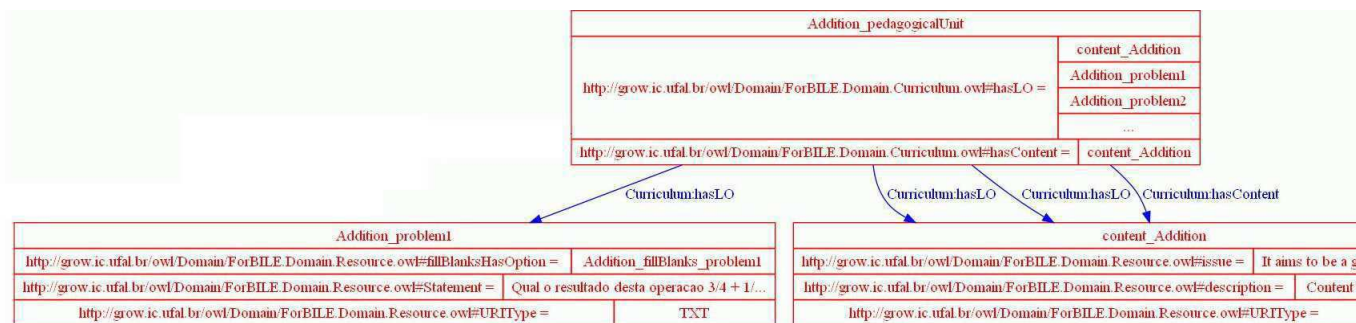 Addition_pedagogicalUnit
http://grow.ic.ufal.br/owl/Domain/ForBILE.Domain.Curriculum.owl#hasLO =
content_Addition
Addition_problem1
Addition_problem2
...
http://grow.ic.ufal.br/owl/Domain/ForBILE.Domain.Curriculum.owl#hasContent = content_Addition
Curriculum:hasLO Curriculum:hasLO Curriculum:hasLO Curriculum:hasContent
Addition_problem1
http://grow.ic.ufal.br/owl/Domain/ForBILE.Domain.Resource.owl#fillBlanksHasOption = Addition_fillBlanks_problem1
http://grow.ic.ufal.br/owl/Domain/ForBILE.Domain.Resource.owl#Statement = Qual o resultado desta operacao 3/4 + 1/...
http://grow.ic.ufal.br/owl/Domain/ForBILE.Domain.Resource.owl#URIType = TXT
content_Addition
http://grow.ic.ufal.br/owl/Domain/ForBILE.Domain.Resource.owl#issue = It aims to be a g
http://grow.ic.ufal.br/owl/Domain/ForBILE.Domain.Resource.owl#description = Content
http://grow.ic.ufal.br/owl/Domain/ForBILE.Domain.Resource.owl#URIType =